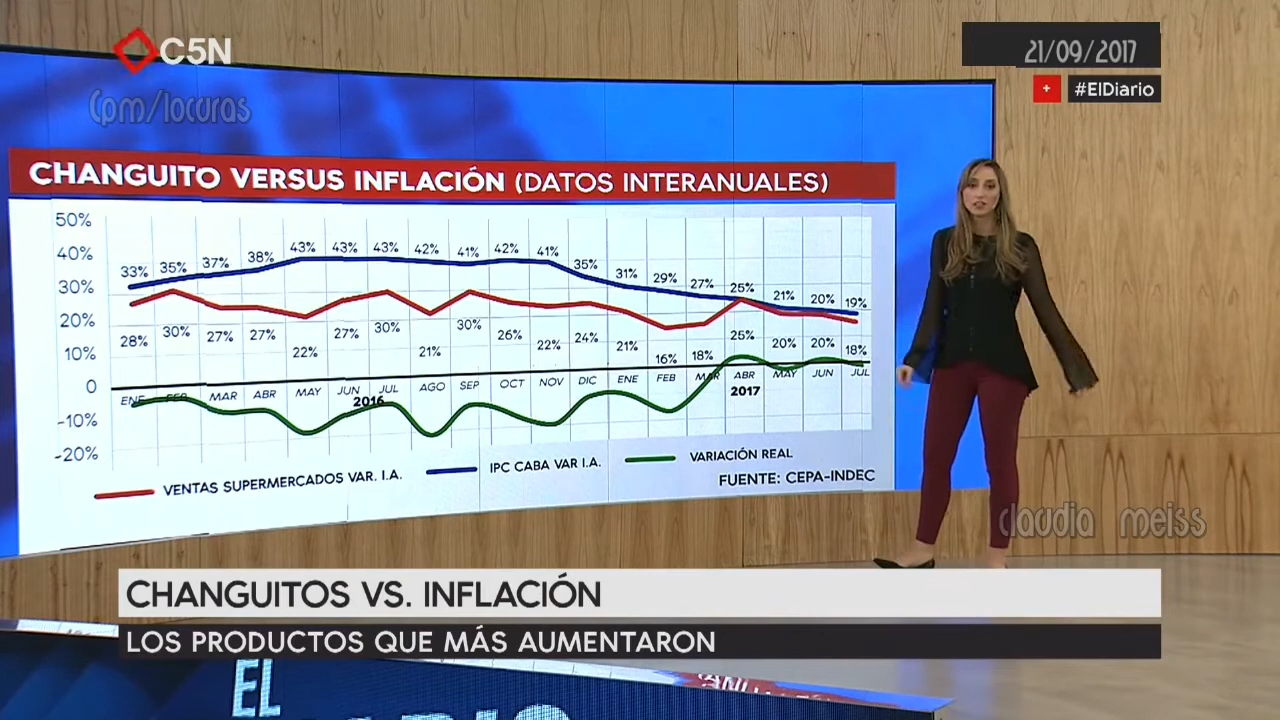 C5N
Cpm/locuras
21/09/2017
+ #ElDiario
CHANGUITO VERSUS INFLACIÓN (DATOS INTERANUALES)
50%
40%
30%
20%
10%
0
-10%
-20%
33% 35% 37% 38% 43% 43% 43% 42% 41% 42% 41% 35% 31% 29% 27% 25% 21% 20% 19%
28% 30% 27% 27% 22% 27% 30% 21% 30% 26% 22% 24% 21% 16% 18% 25% 20% 20% 18%
ENE FEB MAR ABR MAY JUN JUL AGO SEP OCT NOV DIC ENE FEB MAR ABR MAY JUN JUL
2016 2017
VENTAS SUPERMERCADOS VAR. I.A. IPC CABA VAR I.A. VARIACIÓN REAL
FUENTE: CEPA-INDEC
claudia meiss
CHANGUITOS VS. INFLACIÓN
LOS PRODUCTOS QUE MÁS AUMENTARON
EL